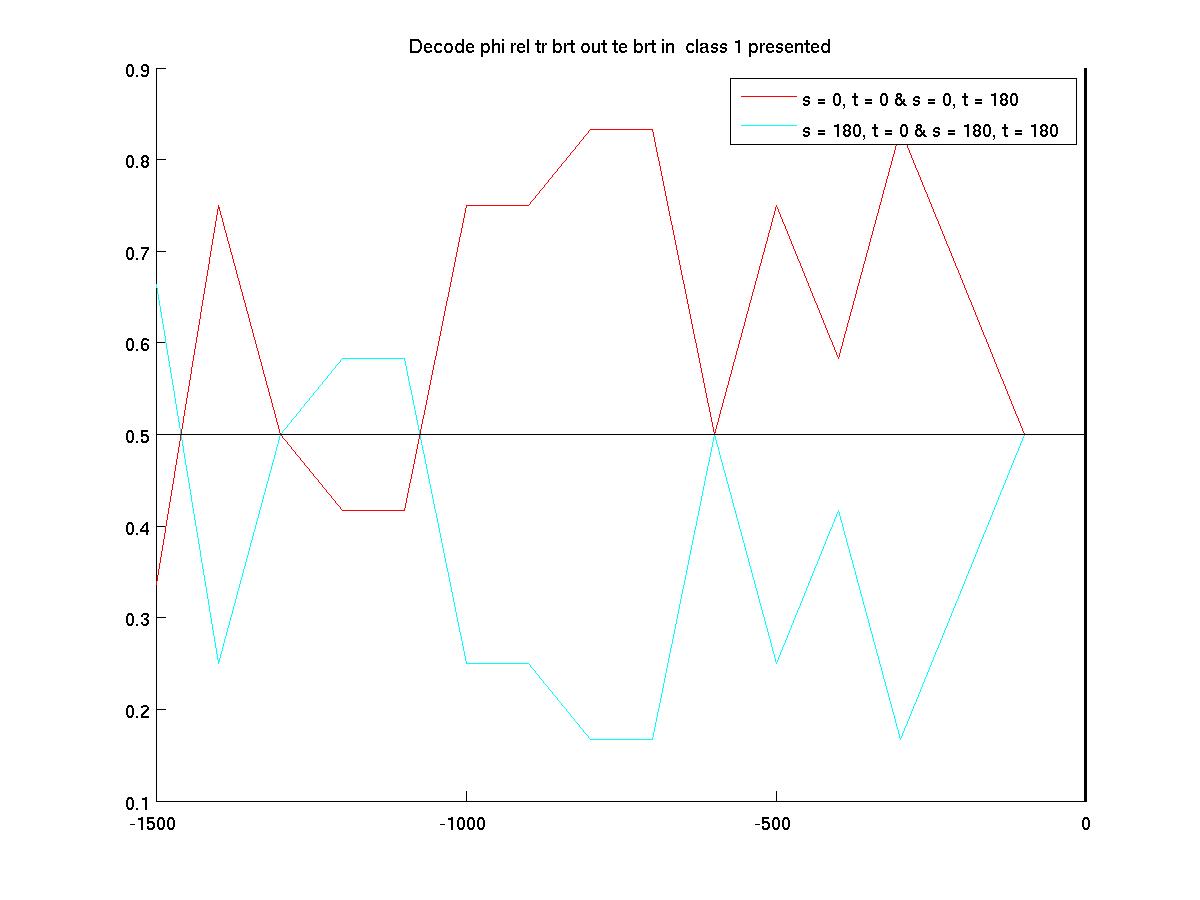 Decode phi rel tr brt out te brt in  class 1 presented
0.9
s = 0, t = 0 & s = 0, t = 180
s = 180, t = 0 & s = 180, t = 180
0.8
0.7
0.6
0.5
0.4
0.3
0.2
0.1
-1500 -1000 -500 0